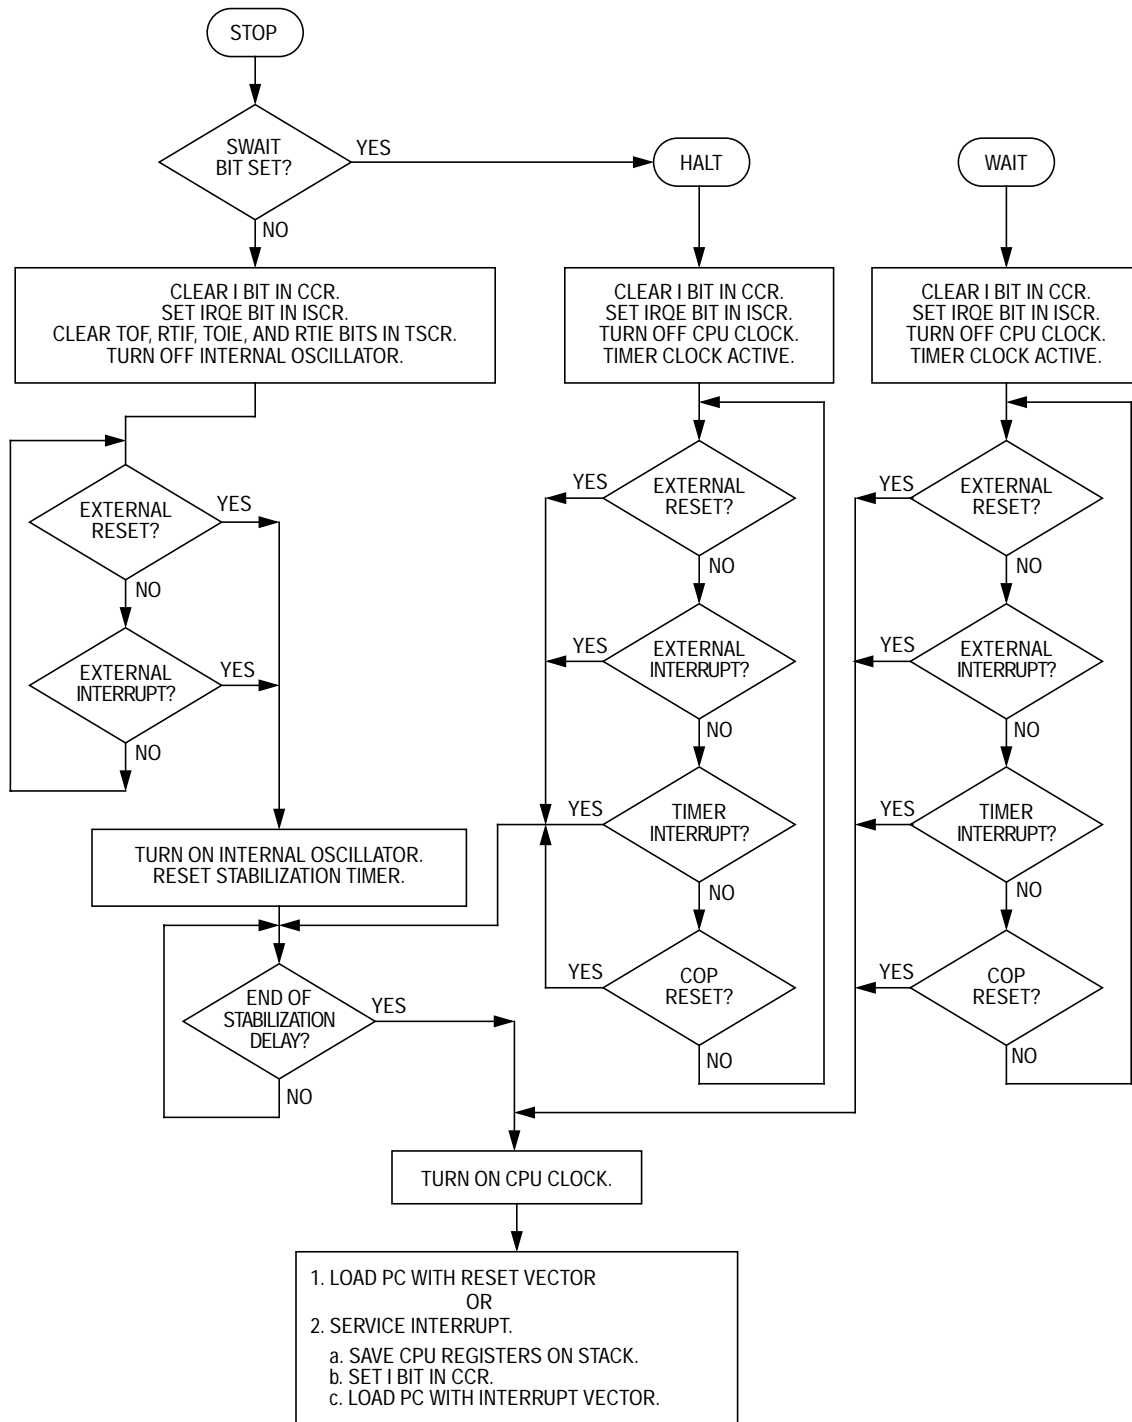 STOP
SWAIT
BIT SET?
YES
HALT
WAIT
NO
CLEAR I BIT IN CCR.
SET IRQE BIT IN ISCR.
CLEAR TOF, RTIF, TOIE, AND RTIE BITS IN TSCR.
TURN OFF INTERNAL OSCILLATOR.
CLEAR I BIT IN CCR.
SET IRQE BIT IN ISCR.
TURN OFF CPU CLOCK.
TIMER CLOCK ACTIVE.
CLEAR I BIT IN CCR.
SET IRQE BIT IN ISCR.
TURN OFF CPU CLOCK.
TIMER CLOCK ACTIVE.
EXTERNAL
RESET?
YES
NO
EXTERNAL
INTERRUPT?
YES
NO
TURN ON INTERNAL OSCILLATOR.
RESET STABILIZATION TIMER.
END OF
STABILIZATION
DELAY?
YES
NO
YES
EXTERNAL
RESET?
NO
YES
EXTERNAL
INTERRUPT?
NO
YES
TIMER
INTERRUPT?
NO
YES
COP
RESET?
NO
YES
EXTERNAL
RESET?
NO
YES
EXTERNAL
INTERRUPT?
NO
YES
TIMER
INTERRUPT?
NO
YES
COP
RESET?
NO
TURN ON CPU CLOCK.
1. LOAD PC WITH RESET VECTOR
OR
2. SERVICE INTERRUPT.
a. SAVE CPU REGISTERS ON STACK.
b. SET I BIT IN CCR.
c. LOAD PC WITH INTERRUPT VECTOR.